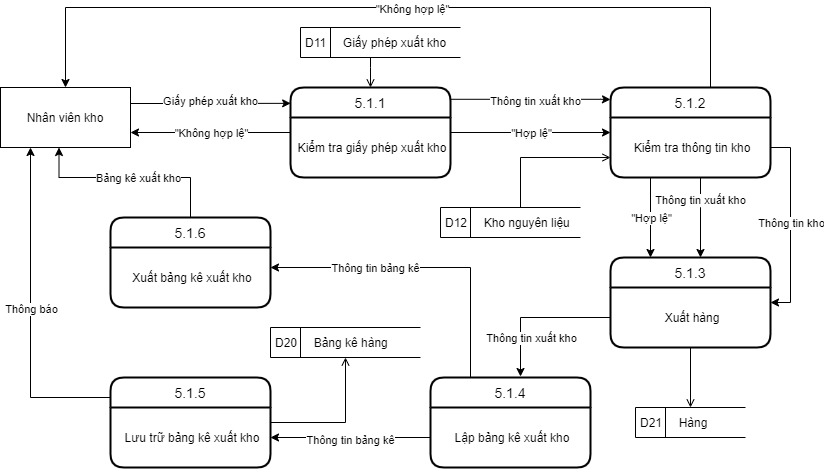 "Không hợp lệ"
D11
Giấy phép xuất kho
Nhân viên kho
Giấy phép xuất kho
"Không hợp lệ"
5.1.1
Kiểm tra giấy phép xuất kho
Thông tin xuất kho
"Hợp lệ"
5.1.2
Kiểm tra thông tin kho
Bảng kê xuất kho
D12
Kho nguyên liệu
Thông tin xuất kho
"Hợp lệ"
Thông tin kho
5.1.6
Xuất bảng kê xuất kho
Thông tin bảng kê
5.1.3
Xuất hàng
Thông báo
D20
Bảng kê hàng
Thông tin xuất kho
5.1.5
Lưu trữ bảng kê xuất kho
Thông tin bảng kê
5.1.4
Lập bảng kê xuất kho
D21
Hàng